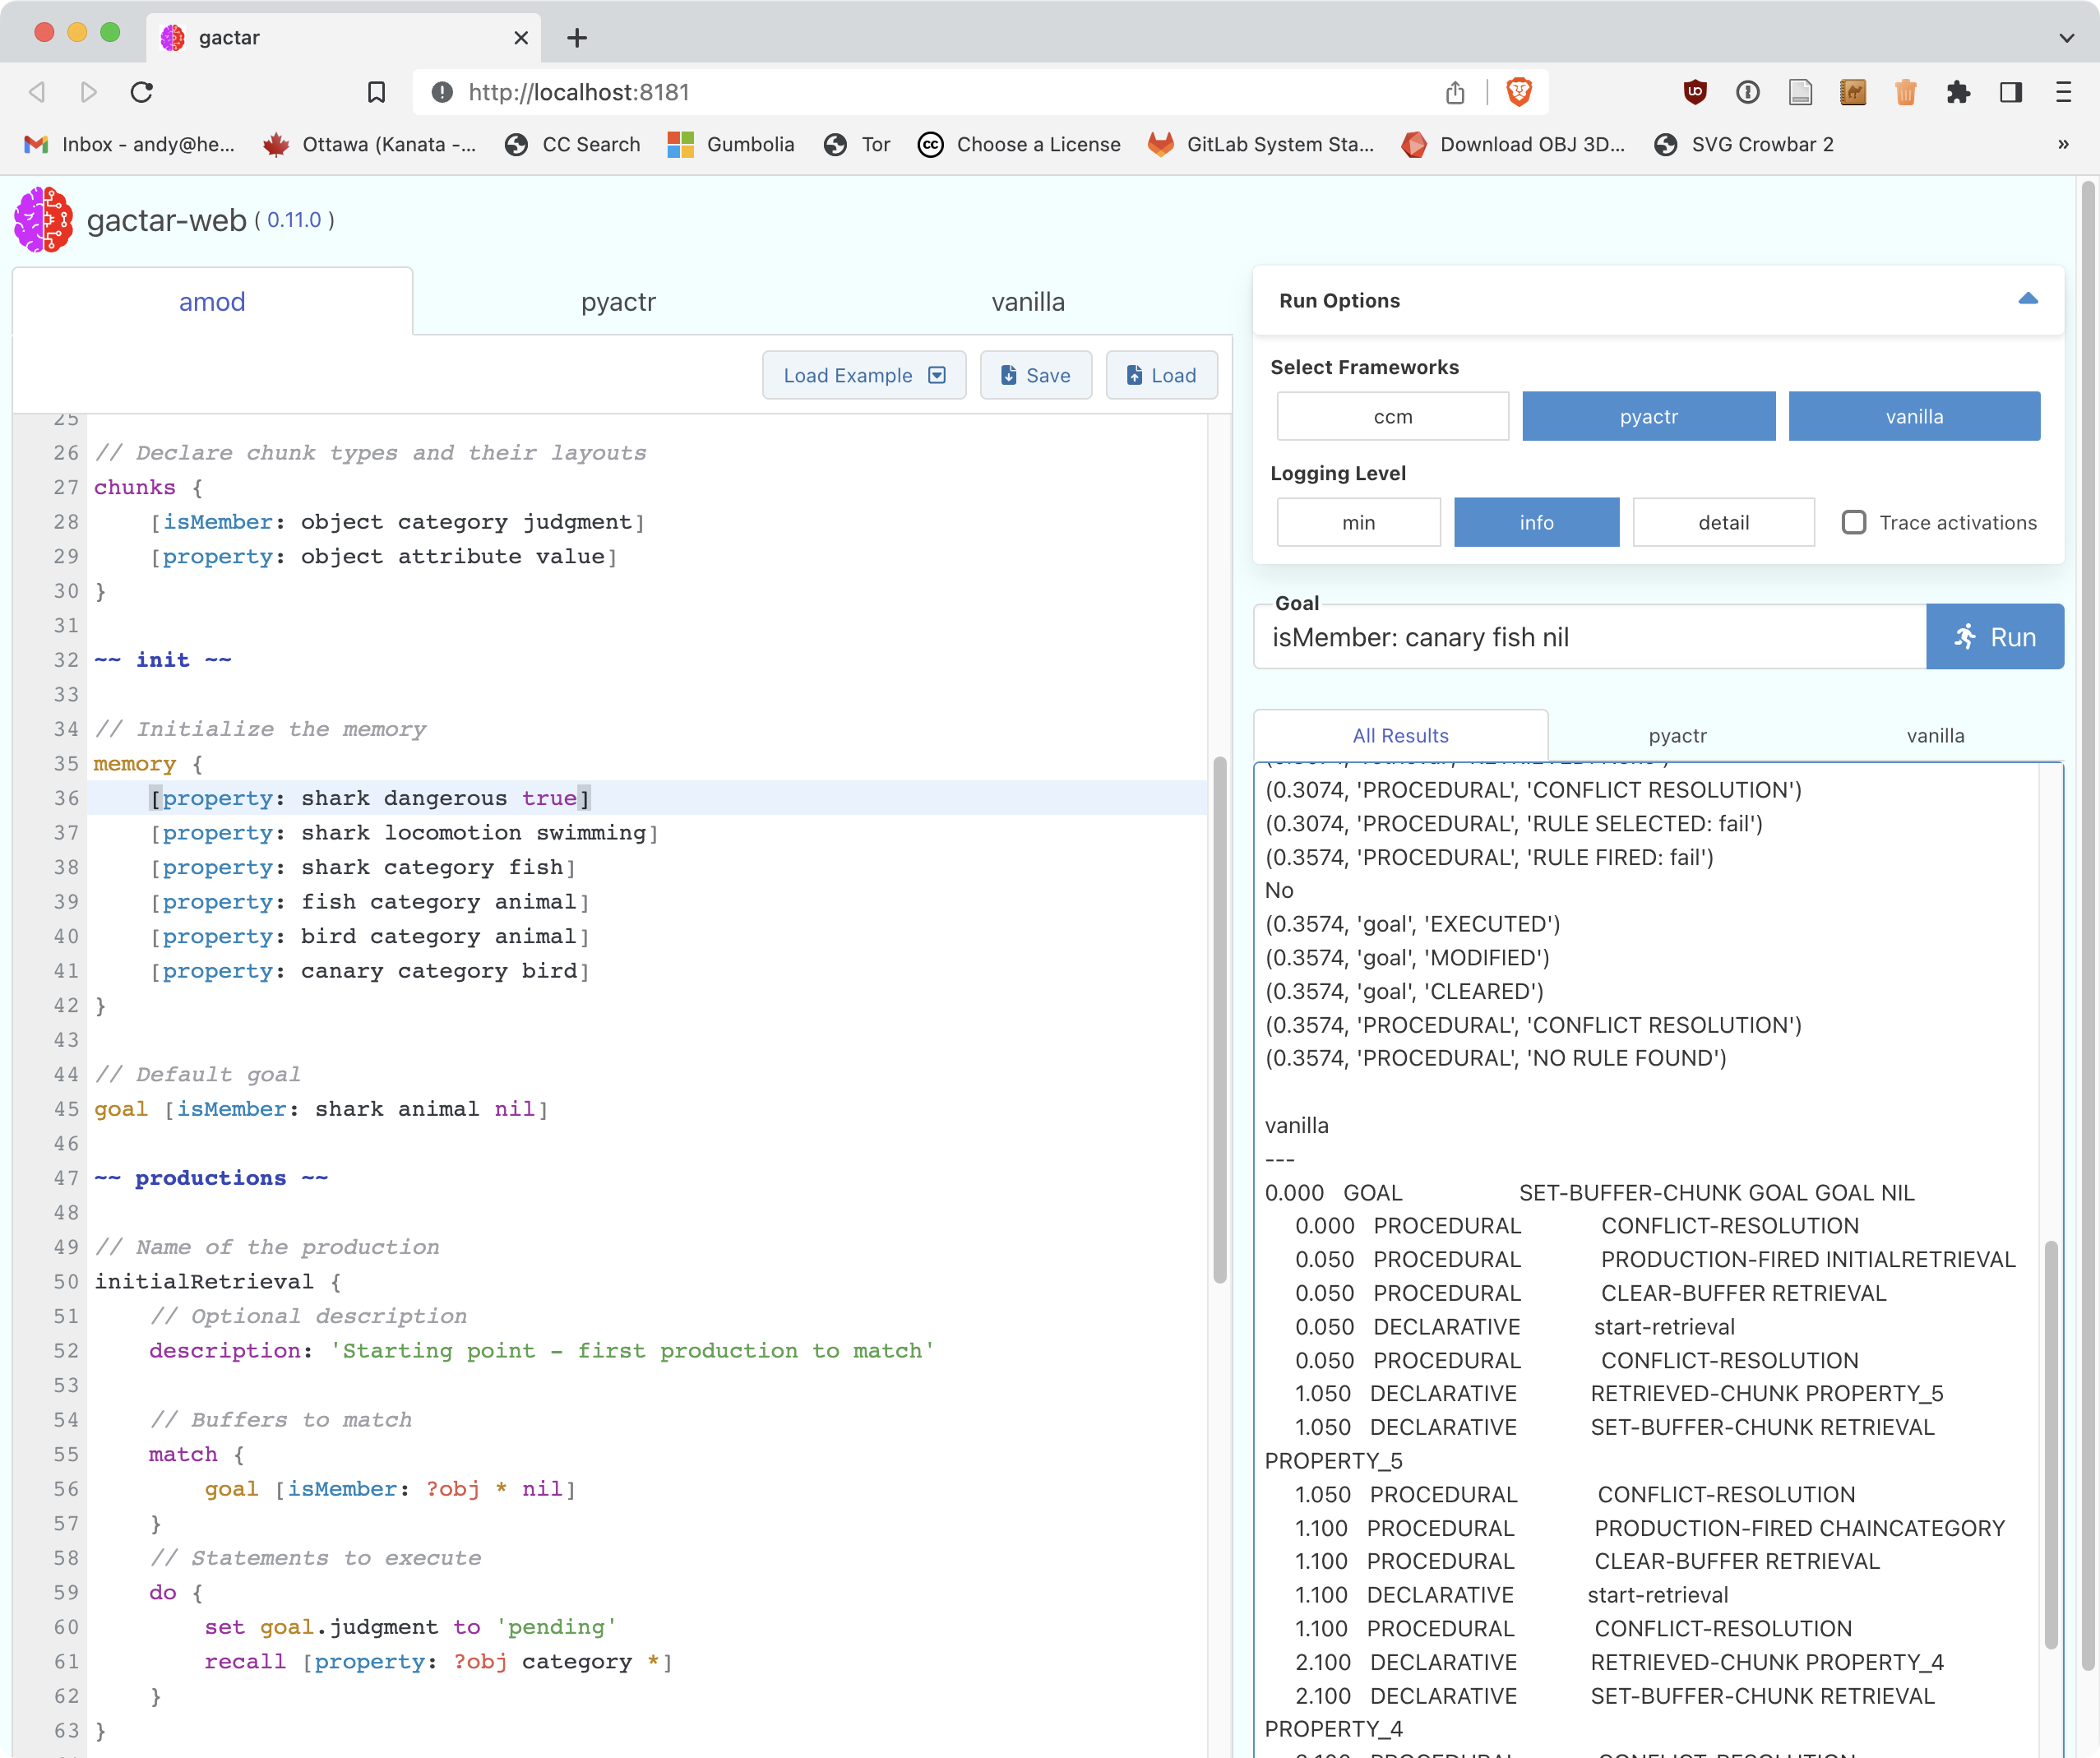 gactar
http://localhost:8181
Inbox - andy@he...
Ottawa (Kanata -...
CC Search
Gumbolia
Tor
Choose a License
GitLab System Sta...
Download OBJ 3D...
SVG Crowbar 2
»
gactar-web ( 0.11.0 )
amod
pyactr
vanilla
Load Example
Save
Load
25
26 // Declare chunk types and their layouts
27 chunks {
28 [isMember: object category judgment]
29 [property: object attribute value]
30 }
31
32 ~~ init ~~
33
34 // Initialize the memory
35 memory {
36 [property: shark dangerous true]
37 [property: shark locomotion swimming]
38 [property: shark category fish]
39 [property: fish category animal]
40 [property: bird category animal]
41 [property: canary category bird]
42 }
43
44 // Default goal
45 goal [isMember: shark animal nil]
46
47 ~~ productions ~~
48
49 // Name of the production
50 initialRetrieval {
51 // Optional description
52 description: 'Starting point - first production to match'
53
54 // Buffers to match
55 match {
56 goal [isMember: ?obj * nil]
57 }
58 // Statements to execute
59 do {
60 set goal.judgment to 'pending'
61 recall [property: ?obj category *]
62 }
63 }
Run Options
Select Frameworks
ccm
pyactr
vanilla
Logging Level
min
info
detail
Trace activations
Goal
isMember: canary fish nil
Run
All Results
pyactr
vanilla
(0.3074, 'PROCEDURAL', 'CONFLICT RESOLUTION')
(0.3074, 'PROCEDURAL', 'RULE SELECTED: fail')
(0.3574, 'PROCEDURAL', 'RULE FIRED: fail')
No
(0.3574, 'goal', 'EXECUTED')
(0.3574, 'goal', 'MODIFIED')
(0.3574, 'goal', 'CLEARED')
(0.3574, 'PROCEDURAL', 'CONFLICT RESOLUTION')
(0.3574, 'PROCEDURAL', 'NO RULE FOUND')
vanilla
---
0.000 GOAL SET-BUFFER-CHUNK GOAL GOAL NIL
0.000 PROCEDURAL CONFLICT-RESOLUTION
0.050 PROCEDURAL PRODUCTION-FIRED INITIALRETRIEVAL
0.050 PROCEDURAL CLEAR-BUFFER RETRIEVAL
0.050 DECLARATIVE start-retrieval
0.050 PROCEDURAL CONFLICT-RESOLUTION
1.050 DECLARATIVE RETRIEVED-CHUNK PROPERTY_5
1.050 DECLARATIVE SET-BUFFER-CHUNK RETRIEVAL
PROPERTY_5
1.050 PROCEDURAL CONFLICT-RESOLUTION
1.100 PROCEDURAL PRODUCTION-FIRED CHAINCATEGORY
1.100 PROCEDURAL CLEAR-BUFFER RETRIEVAL
1.100 DECLARATIVE start-retrieval
1.100 PROCEDURAL CONFLICT-RESOLUTION
2.100 DECLARATIVE RETRIEVED-CHUNK PROPERTY_4
2.100 DECLARATIVE SET-BUFFER-CHUNK RETRIEVAL
PROPERTY_4